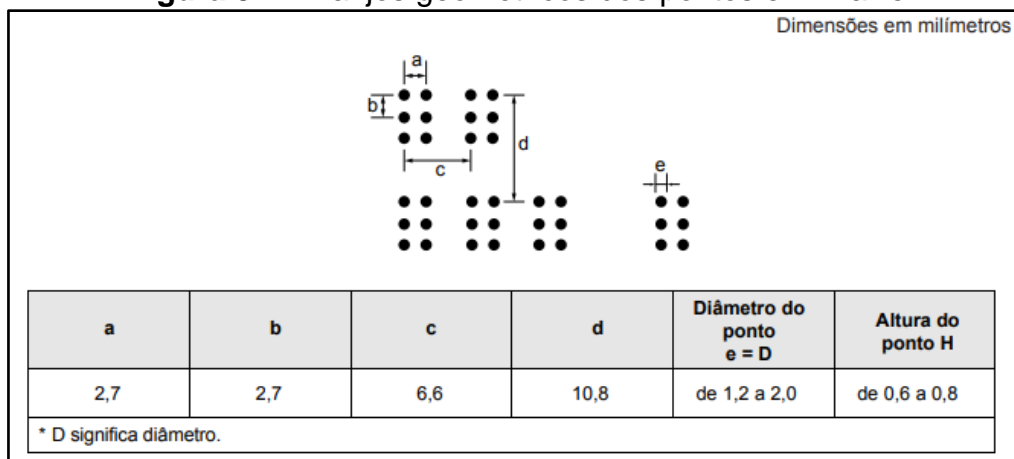 Dimensões em milímetros
a
b
d
c
e
a b c d Diâmetro do ponto e = D Altura do ponto H
2,7 2,7 6,6 10,8 de 1,2 a 2,0 de 0,6 a 0,8
* D significa diâmetro.